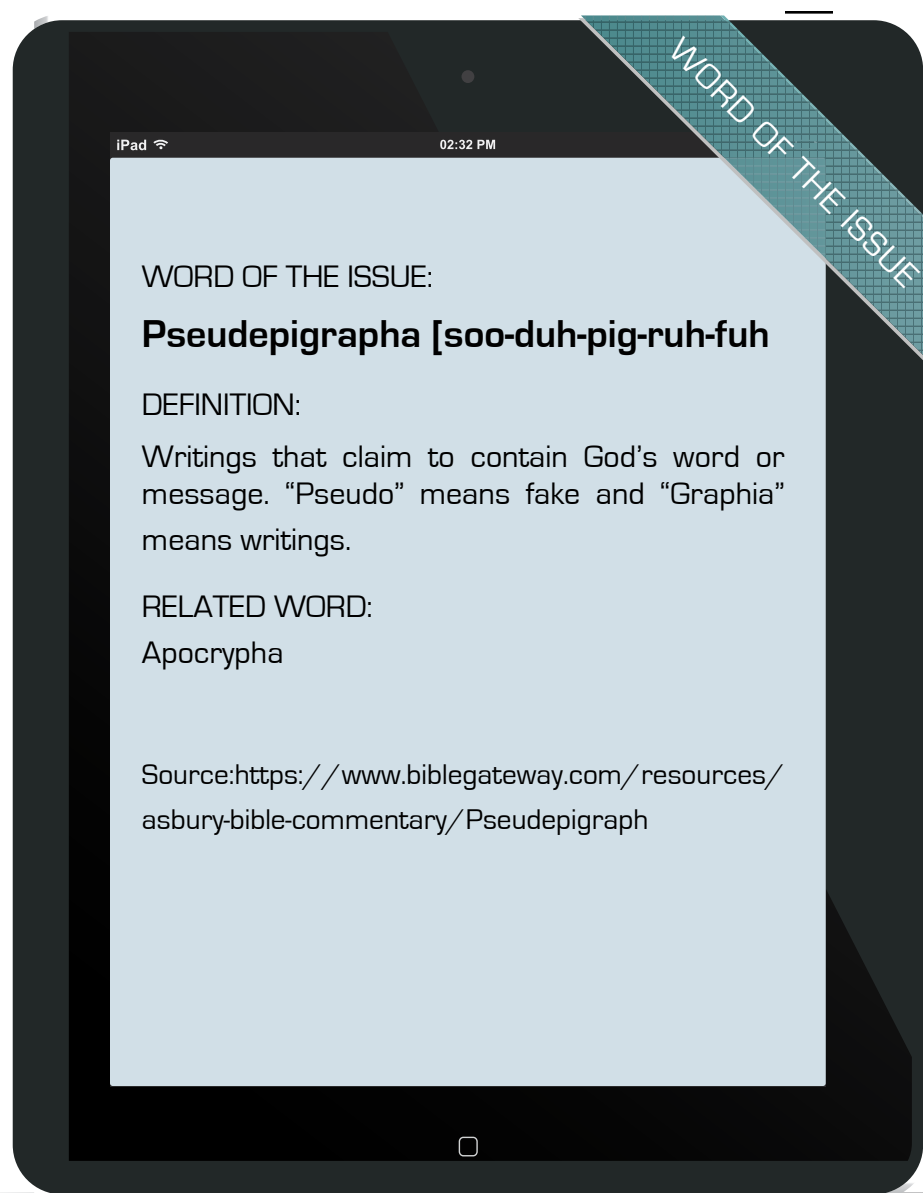 WORD OF THE ISSUE
iPad 02:32 PM
WORD OF THE ISSUE:
Pseudepigrapha [soo-duh-pig-ruh-fuh
DEFINITION:
Writings that claim to contain God's word or
message. “Pseudo” means fake and “Graphia”
means writings.
RELATED WORD:
Apocrypha
Source:https://www.biblegateway.com/resources/
asbury-bible-commentary/Pseudepigraph